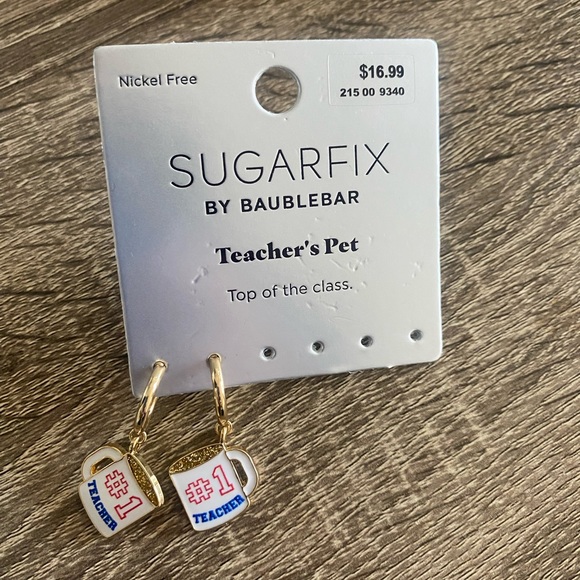 Nickel Free
$16.99
215 00 9340
SUGARFIX
BY BAUBLEBAR
Teacher's Pet
Top of the class.
#1
TEACHER
#1
TEACHER